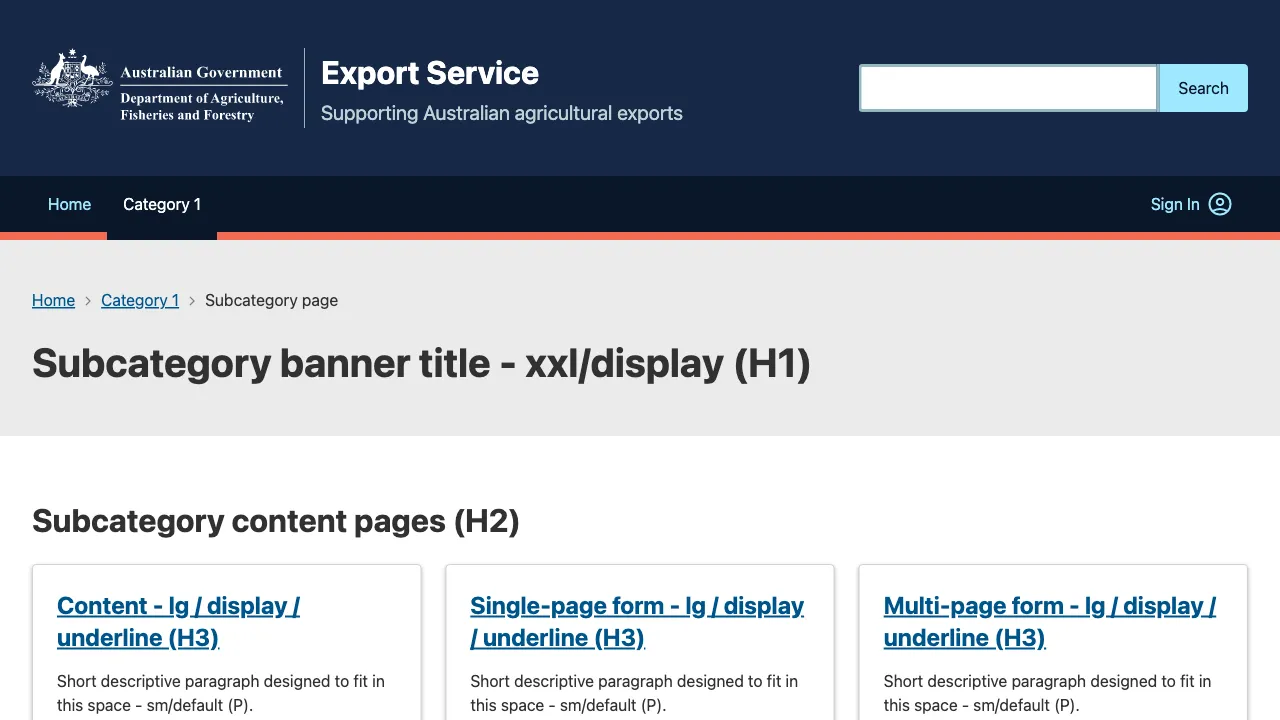 Australian Government
Department of Agriculture,
Fisheries and Forestry
Export Service
Supporting Australian agricultural exports
Search
Home
Category 1
Sign In
Home
Category 1
Subcategory page
Subcategory banner title - xxl/display (H1)
Subcategory content pages (H2)
Content - lg / display /
underline (H3)
Short descriptive paragraph designed to fit in
this space - sm/default (P).
Single-page form - lg / display
/ underline (H3)
Short descriptive paragraph designed to fit in
this space - sm/default (P).
Multi-page form - lg / display /
underline (H3)
Short descriptive paragraph designed to fit in
this space - sm/default (P).